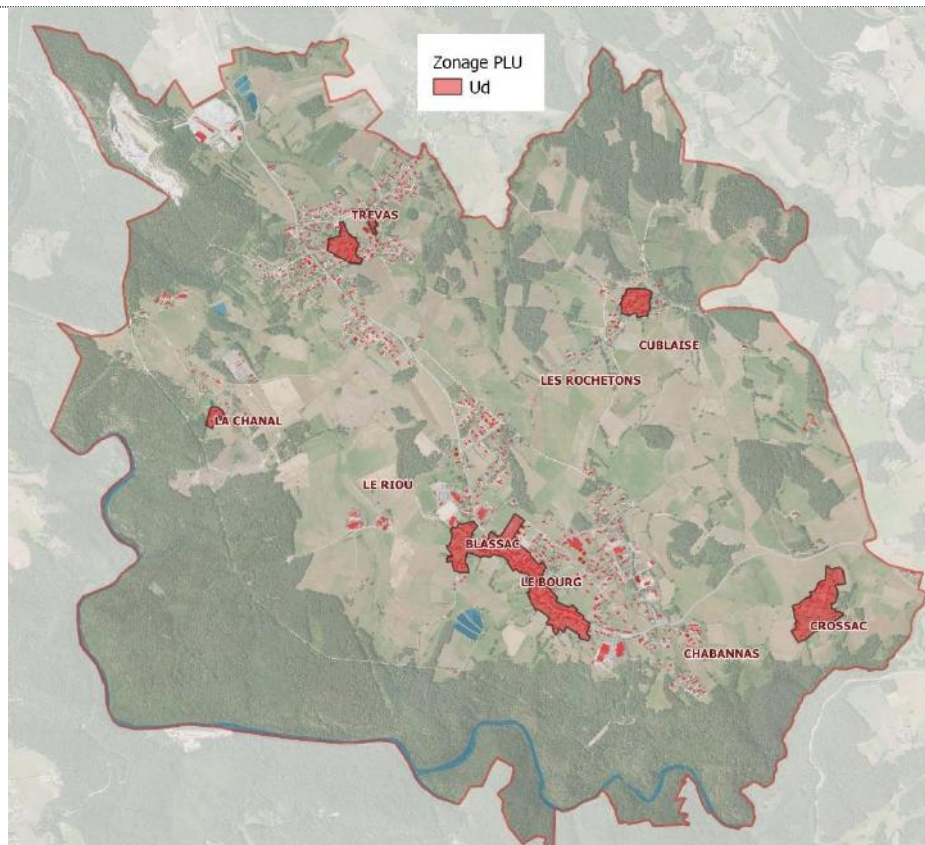 Zonage PLU
Ud
TREVAS
CUBLAISE
LES ROCHETONS
LA CHANAL
LE RIOU
BLASSAC
LE BOURG
CROSSAC
CHABANNAS